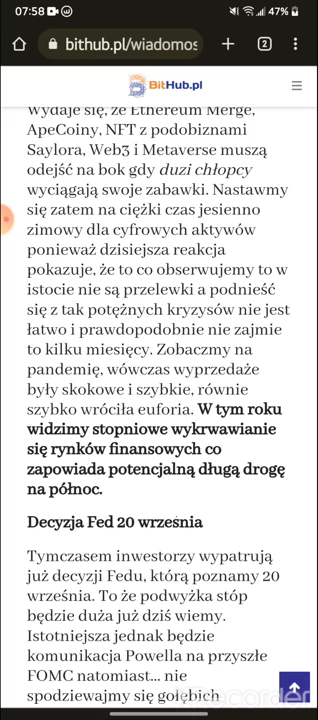 07:58
47%
bithub.pl/wiadomos
2
BitHub.pl
Wydaje się, że Ethereum Merge,
ApeCoiny, NFT z podobiznami
Saylora, Web3 i Metaverse muszą
odejść na bok gdy duzi chłopcy
wyciągają swoje zabawki. Nastawmy
się zatem na ciężki czas jesienno
zimowy dla cyfrowych aktywów
ponieważ dzisiejsza reakcja
pokazuje, że to co obserwujemy to w
istocie nie są przelewki a podnieść
się z tak potężnych kryzysów nie jest
łatwo i prawdopodobnie nie zajmie
to kilku miesięcy. Zobaczmy na
pandemię, wówczas wyprzedaże
były skokowe i szybkie, równie
szybko wróciła euforia. W tym roku
widzimy stopniowe wykrwawianie
się rynków finansowych co
zapowiada potencjalną długą drogę
na północ.
Decyzja Fed 20 września
Tymczasem inwestorzy wypatrują
już decyzji Fedu, którą poznamy 20
września. To że podwyżka stóp
będzie duża już dziś wiemy.
Istotniejsza jednak będzie
komunikacja Powella na przyszłe
FOMC natomiast... nie
spodziewajmy się gołębich